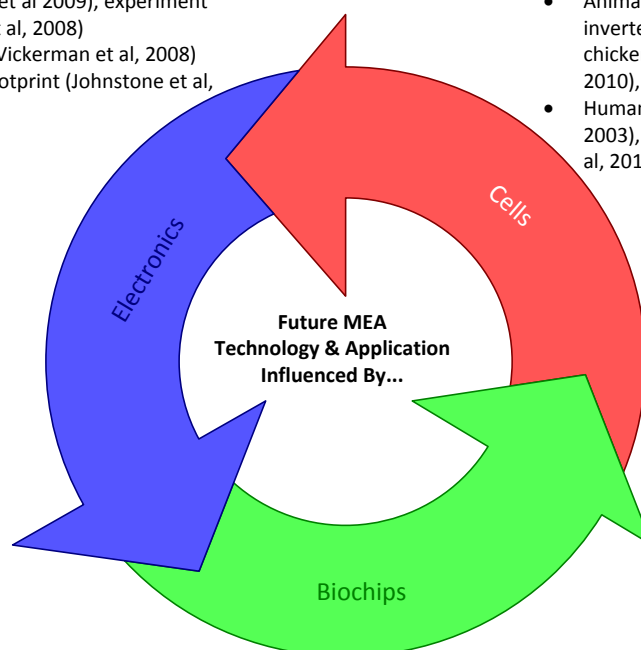 et al 2009), experiment
t al, 2008)
Vickerman et al, 2008)
otprint (Johnstone et al,
• Anima
inverte
chicke
2010),
• Human
2003),
al, 201
Cells
Electronics
Future MEA
Technology & Application
Influenced By...
Biochips